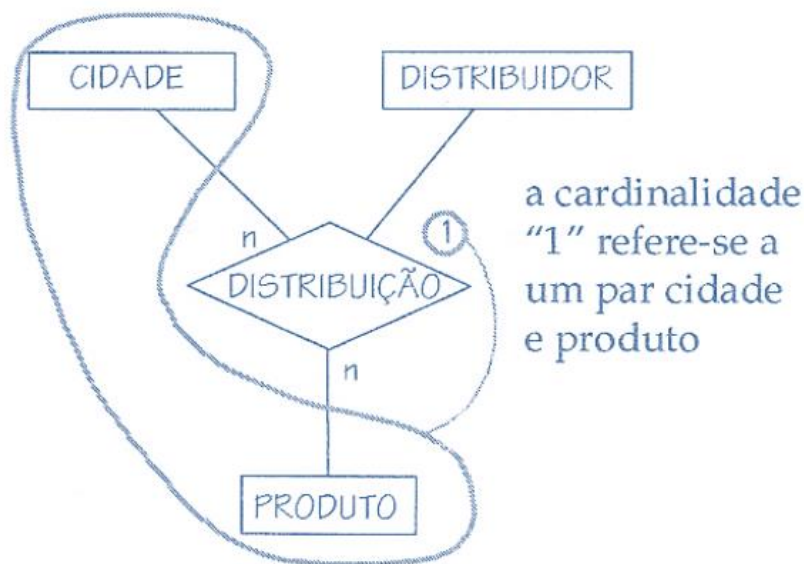 CIDADE
DISTRIBUIDOR
n
1
DISTRIBUIÇÃO
n
PRODUTO
a cardinalidade
"1" refere-se a
um par cidade
e produto